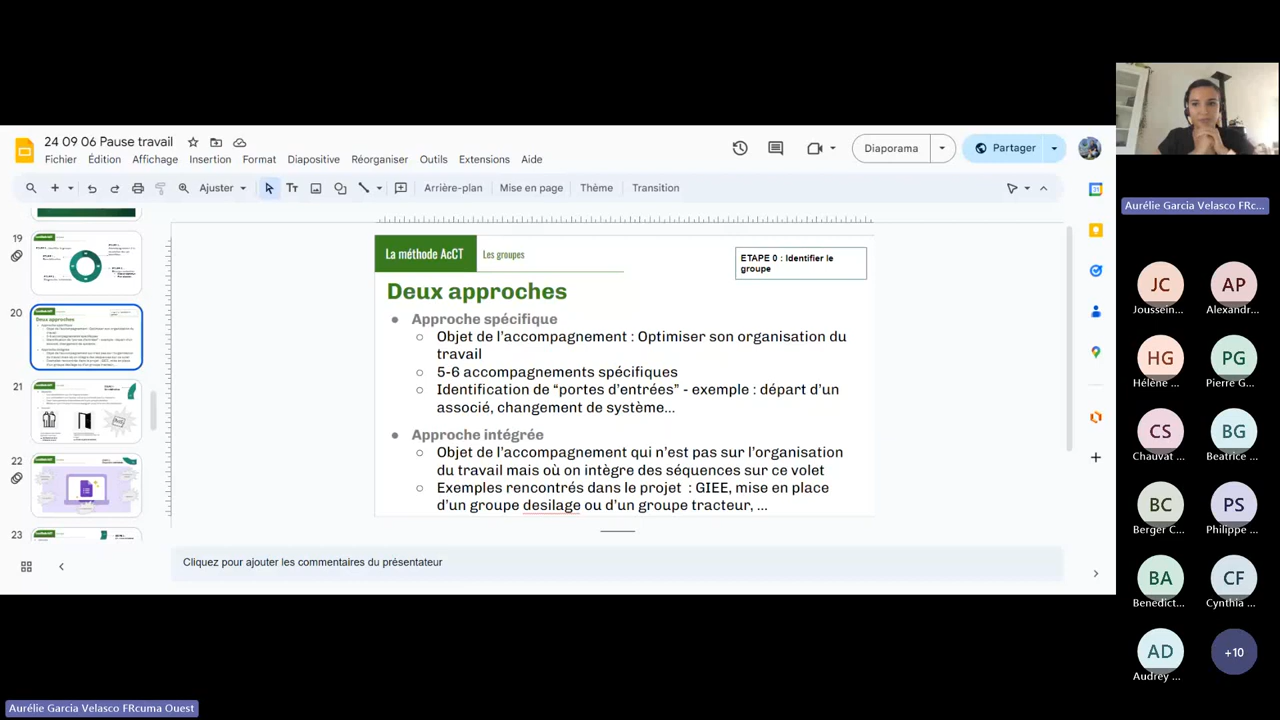 24 09 06 Pause travail
Fichier Édition Affichage Insertion Format Diapositive Réorganiser Outils Extensions Aide
Diaporama
Partager
Ajuster
Arrière-plan Mise en page Thème Transition
19
20
Deux approches
21
22
23
La méthode AcCT
Les groupes
ETAPE 0 : Identifier le
groupe
Deux approches
● Approche spécifique
○ Objet de l'accompagnement : Optimiser son organisation du
travail
○ 5-6 accompagnements spécifiques
○ Identification de “portes d'entrées” - exemple : départ d'un
associé, changement de système...
● Approche intégrée
○ Objet de l'accompagnement qui n'est pas sur l'organisation
du travail mais où on intègre des séquences sur ce volet
○ Exemples rencontrés dans le projet : GIEE, mise en place
d'un groupe desilage ou d'un groupe tracteur, ...
Cliquez pour ajouter les commentaires du présentateur
Aurélie Garcia Velasco FRc...
JC
Joussein...
AP
Alexandr...
HG
Hélène ...
PG
Pierre G...
CS
Chauvat ...
BG
Beatrice ...
BC
Berger C...
PS
Philippe ...
BA
Benedict...
CF
Cynthia ...
AD
Audrey ...
+10
Aurélie Garcia Velasco FRcuma Ouest